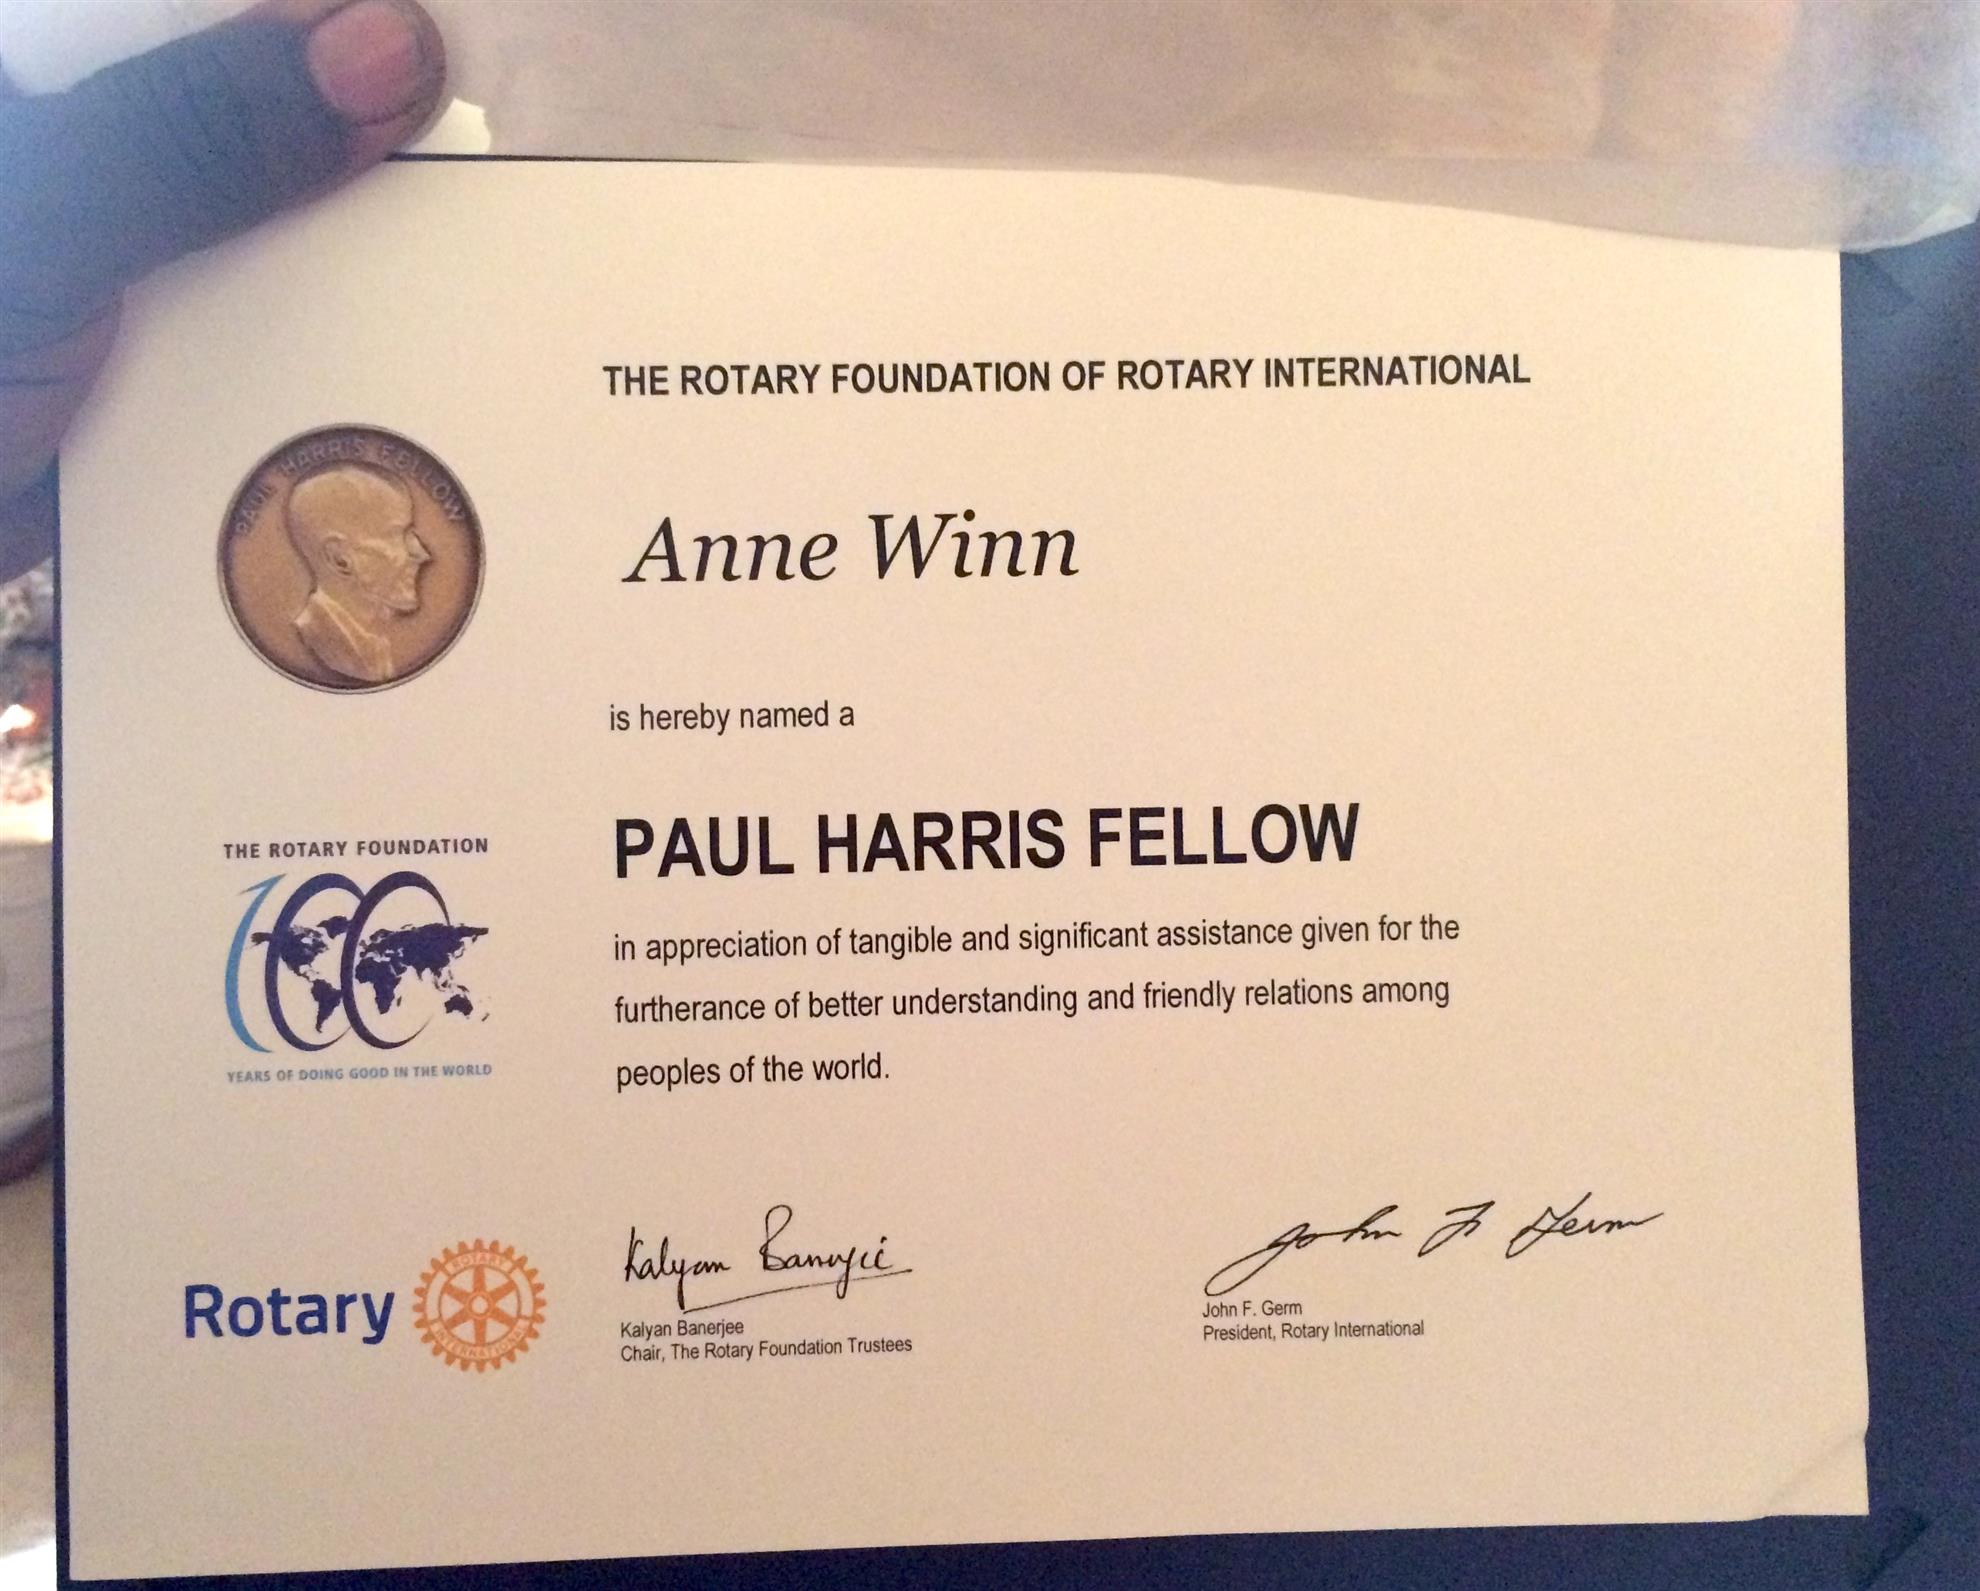 THE ROTARY FOUNDATION OF ROTARY INTERNATIONAL
PAUL HARRIS FELLOW
Anne Winn
is hereby named a
PAUL HARRIS FELLOW
in appreciation of tangible and significant assistance given for the
furtherance of better understanding and friendly relations among
peoples of the world.
THE ROTARY FOUNDATION
100
YEARS OF DOING GOOD IN THE WORLD
Rotary
ROTARY
INTERNATIONAL
Kalyan Banerjee
Kalyan Banerjee
Chair, The Rotary Foundation Trustees
John F Germ
John F. Germ
President, Rotary International